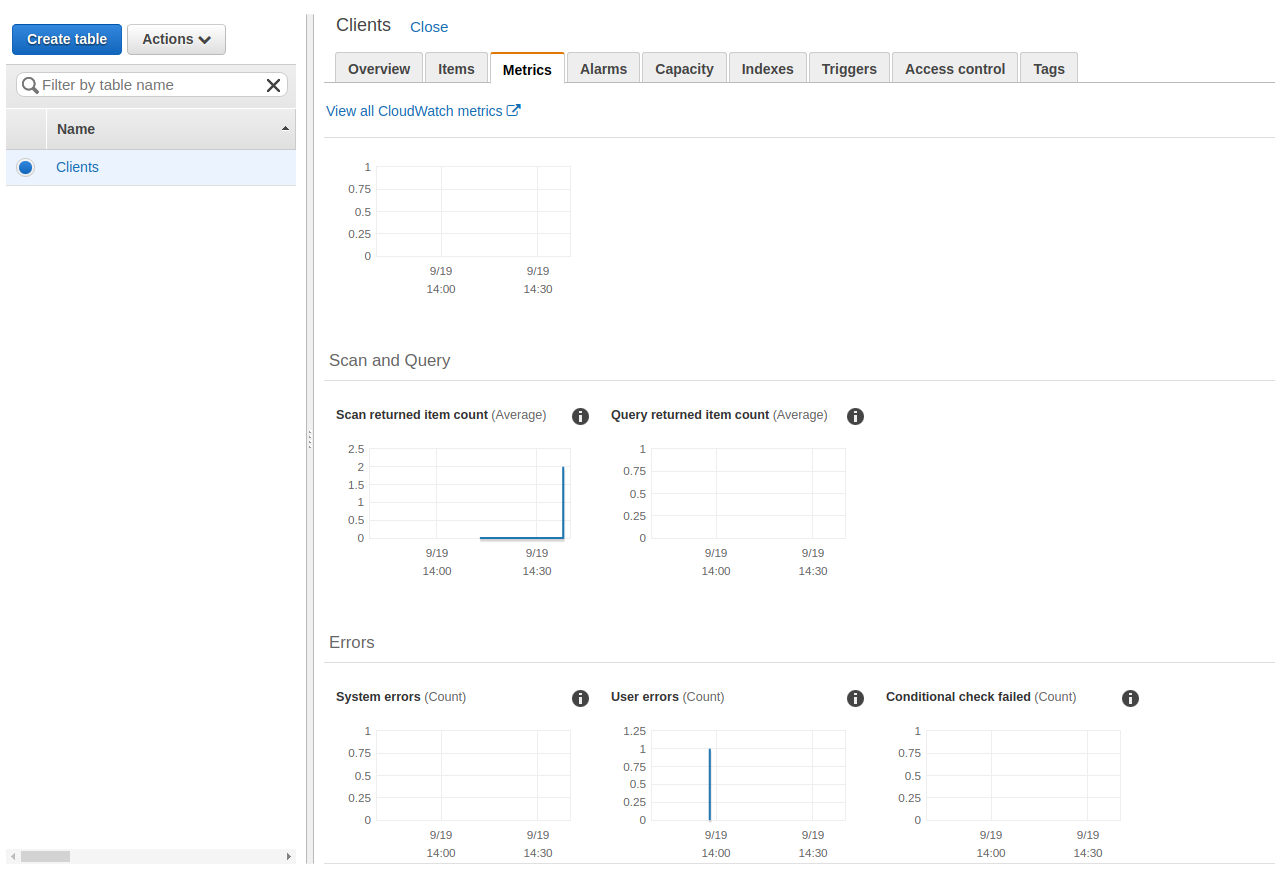 Create table
Actions
Filter by table name
Name
Clients
Clients Close
Overview Items Metrics Alarms Capacity Indexes Triggers Access control Tags
View all CloudWatch metrics
1
0.75
0.5
0.25
0
9/19 9/19
14:00 14:30
Scan and Query
Scan returned item count (Average)
2.5
2
1.5
1
0.5
0
9/19 9/19
14:00 14:30
Query returned item count (Average)
1
0.75
0.5
0.25
0
9/19 9/19
14:00 14:30
Errors
System errors (Count)
1
0.75
0.5
0.25
0
9/19 9/19
14:00 14:30
User errors (Count)
1.25
1
0.75
0.5
0.25
0
9/19 9/19
14:00 14:30
Conditional check failed (Count)
1
0.75
0.5
0.25
0
9/19 9/19
14:00 14:30